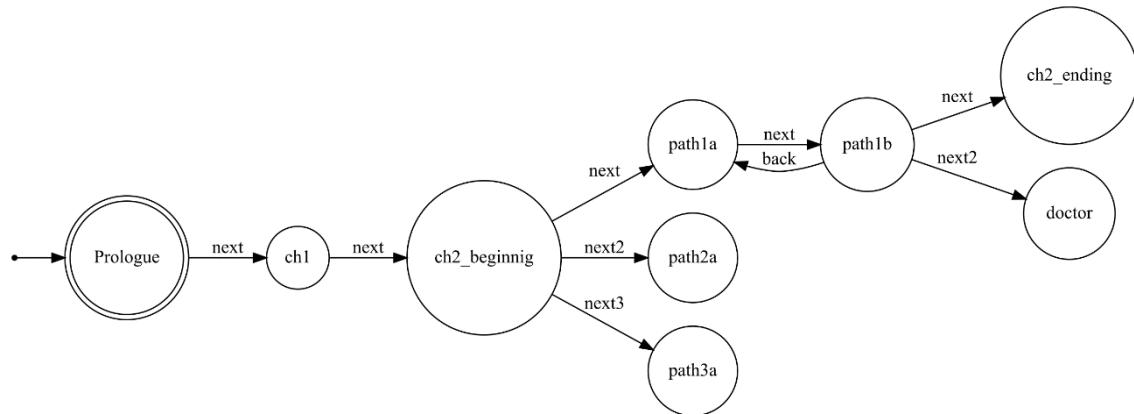 Prologue
next
ch1
next
ch2_beginnig
next
next2
next3
path1a
path2a
path3a
next
back
path1b
next
next2
ch2_ending
doctor